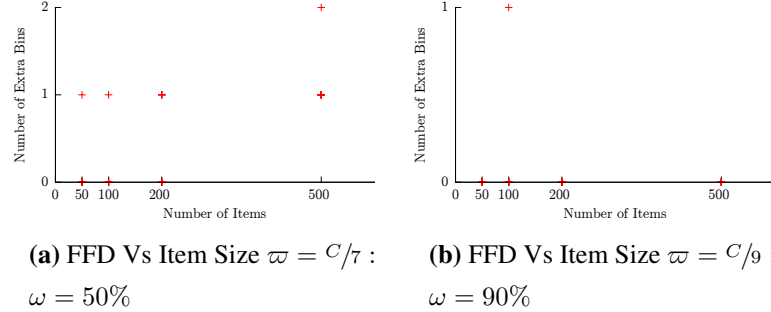 2
1
0
Number of Extra Bins
0 50 100 200 500
Number of Items
(a) FFD Vs Item Size ϖ = C/7 :
ω = 50%
1
0
Number of Extra Bins
0 50 100 200 500
Number of Items
(b) FFD Vs Item Size ϖ = C/9 :
ω = 90%